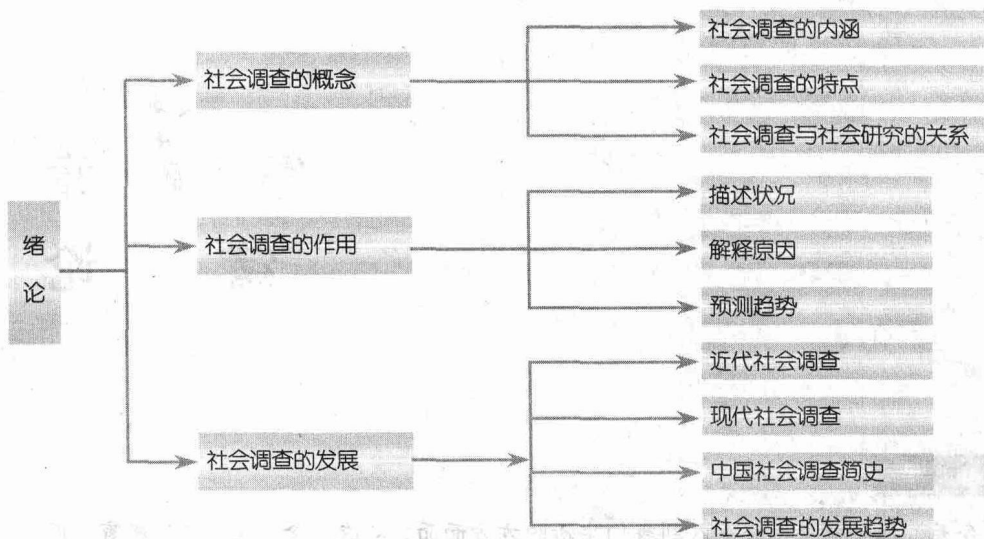 绪论
社会调查的概念
社会调查的内涵
社会调查的特点
社会调查与社会研究的关系
社会调查的作用
描述状况
解释原因
预测趋势
社会调查的发展
近代社会调查
现代社会调查
中国社会调查简史
社会调查的发展趋势